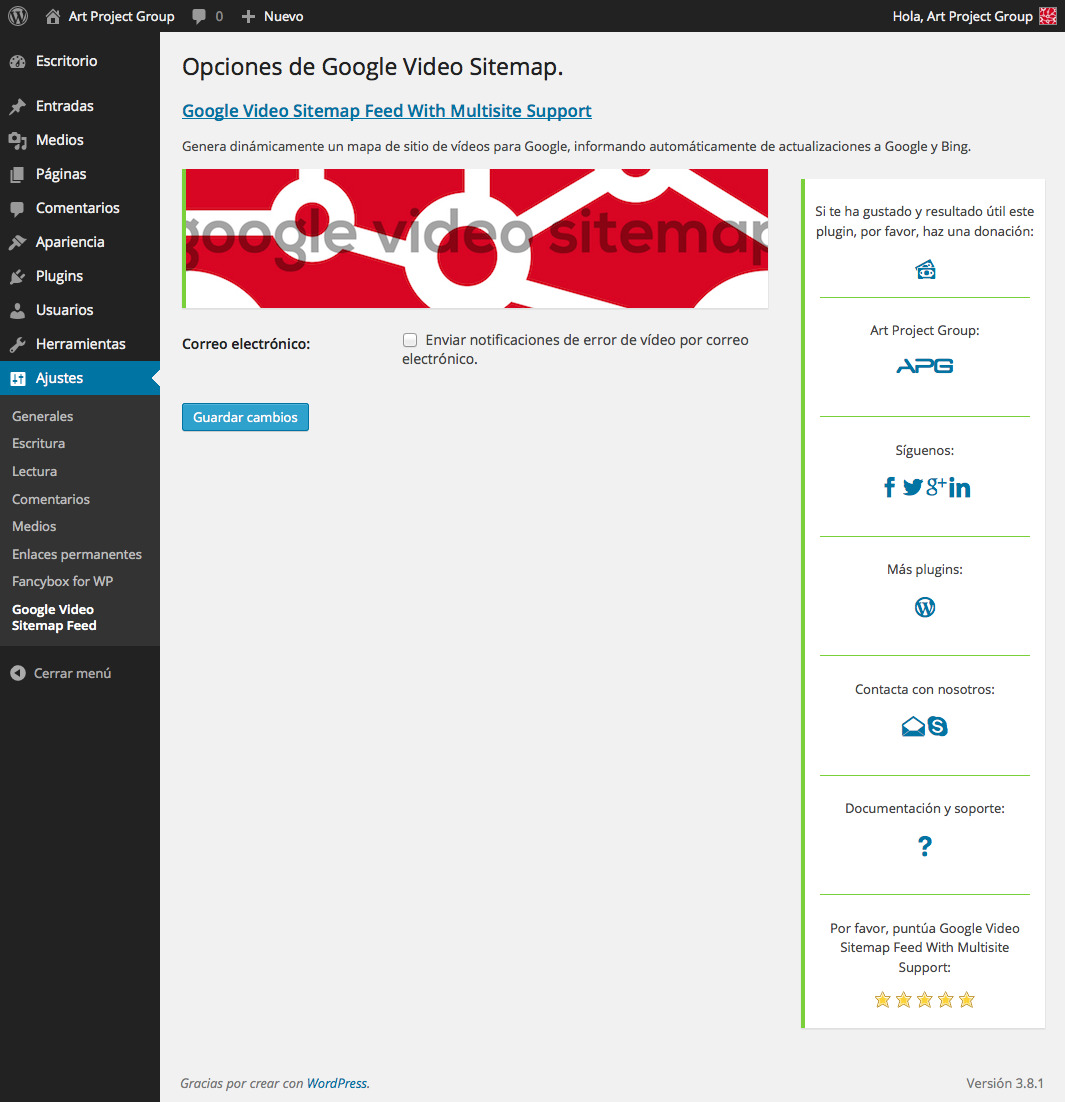 Art Project Group 0 Nuevo Hola, Art Project Group
Escritorio
Entradas
Medios
Páginas
Comentarios
Apariencia
Plugins
Usuarios
Herramientas
Ajustes
Generales
Escritura
Lectura
Comentarios
Medios
Enlaces permanentes
Fancybox for WP
Google Video
Sitemap Feed
Cerrar menú
Opciones de Google Video Sitemap.
Google Video Sitemap Feed With Multisite Support
Genera dinámicamente un mapa de sitio de vídeos para Google, informando automáticamente de actualizaciones a Google y Bing.
google video sitemap
Correo electrónico:
Enviar notificaciones de error de vídeo por correo
electrónico.
Guardar cambios
Si te ha gustado y resultado útil este
plugin, por favor, haz una donación:
Art Project Group:
APG
Síguenos:
Más plugins:
Contacta con nosotros:
Documentación y soporte:
?
Por favor, puntúa Google Video
Sitemap Feed With Multisite
Support:
Gracias por crear con WordPress.
Versión 3.8.1